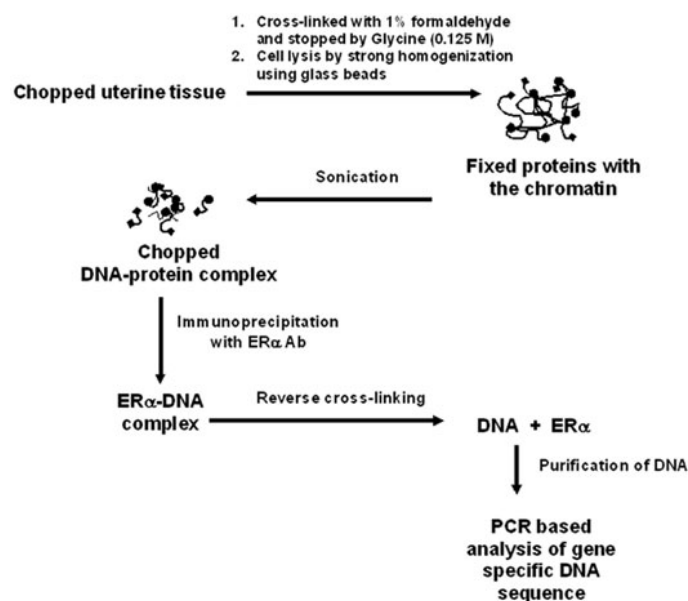 1. Cross-linked with 1% formaldehyde
and stopped by Glycine (0.125 M)
2. Cell lysis by strong homogenization
using glass beads
Chopped uterine tissue
Fixed proteins with
the chromatin
Sonication
Chopped
DNA-protein complex
Immunoprecipitation
with ERα Ab
ERα-DNA
complex
Reverse cross-linking
DNA + ERα
Purification of DNA
PCR based
analysis of gene
specific DNA
sequence